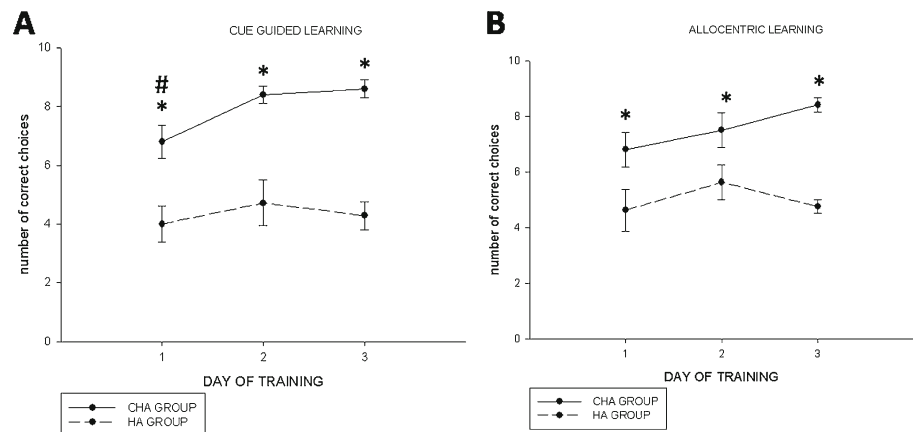 A
CUE GUIDED LEARNING
10
8
6
4
2
0
number of correct choices
#
*
*
*
1 2 3
DAY OF TRAINING
CHA GROUP
HA GROUP
B
ALLOCENTRIC LEARNING
10
8
6
4
2
0
number of correct choices
*
*
*
1 2 3
DAY OF TRAINING
CHA GROUP
HA GROUP